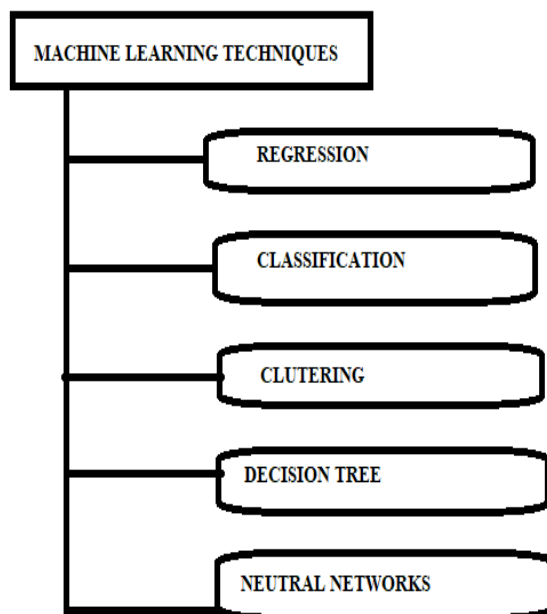 MACHINE LEARNING TECHNIQUES
REGRESSION
CLASSIFICATION
CLUTERING
DECISION TREE
NEUTRAL NETWORKS